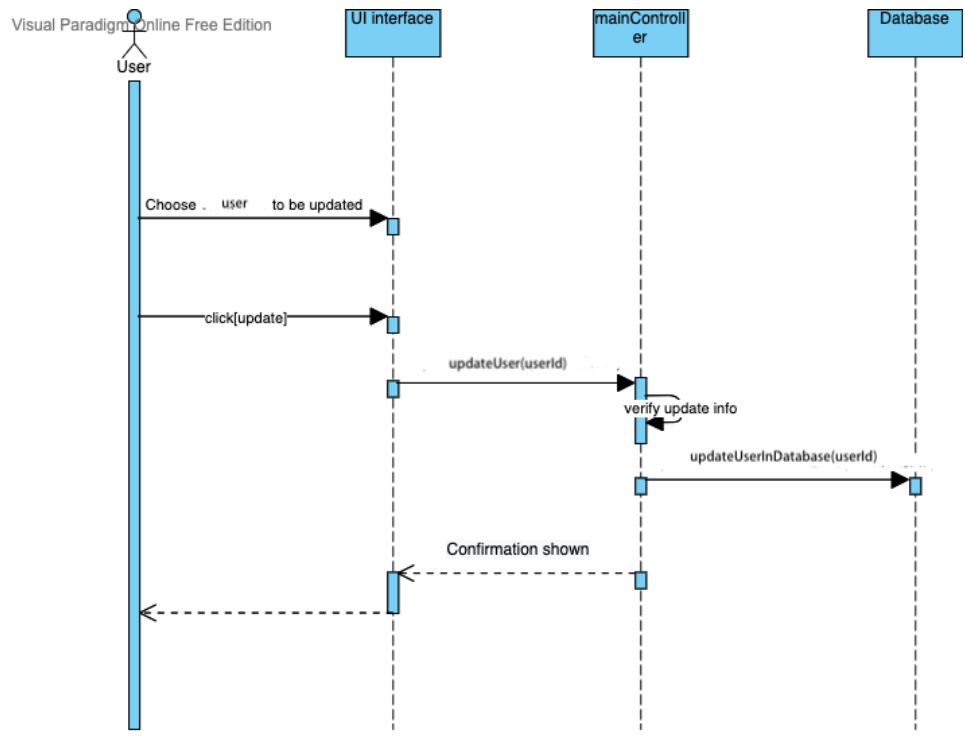 Visual Paradigm Online Free Edition
User
UI interface
mainControll
er
Database
Choose . user to be updated
click[update]
updateUser(userId)
verify update info
updateUserInDatabase(userId)
Confirmation shown